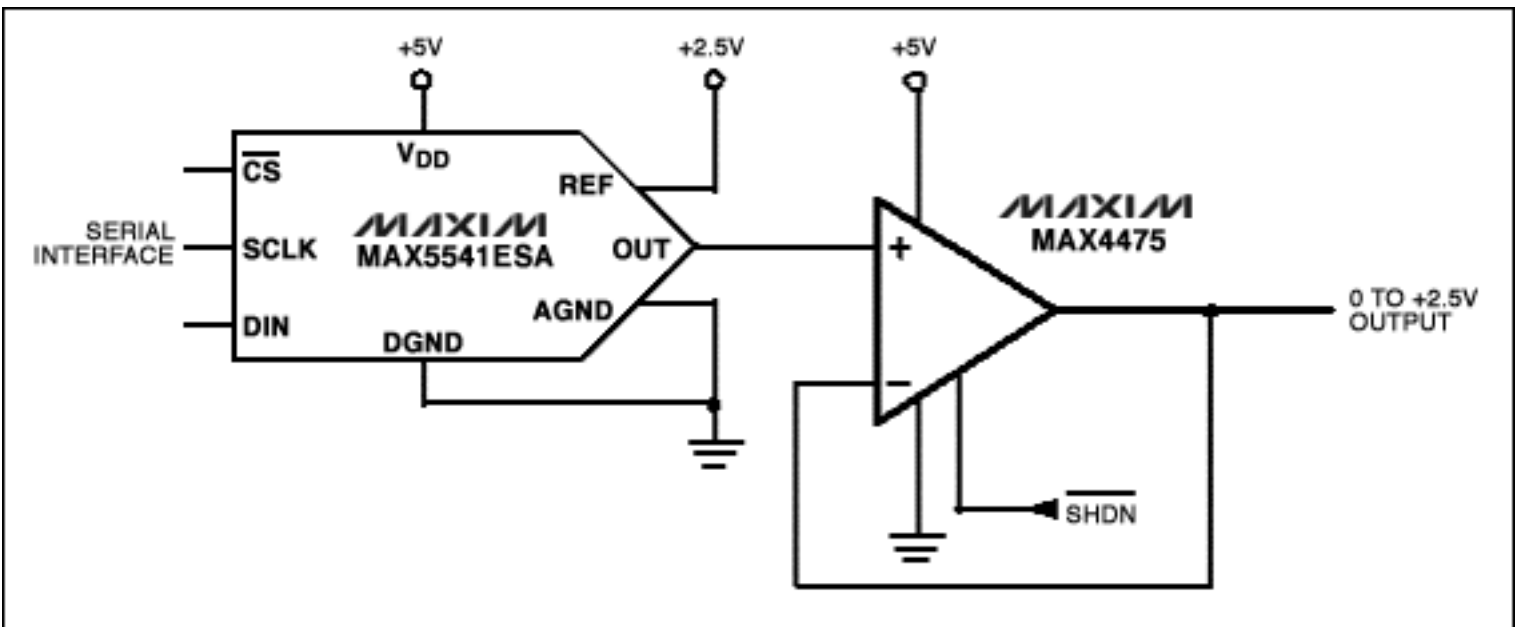 +5V
+2.5V
+5V
CS
VDD
REF
MAXIM
MAX5541ESA
SERIAL
INTERFACE
SCLK
OUT
DIN
AGND
DGND
+
MAXIM
MAX4475
0 TO +2.5V
OUTPUT
−
SHDN